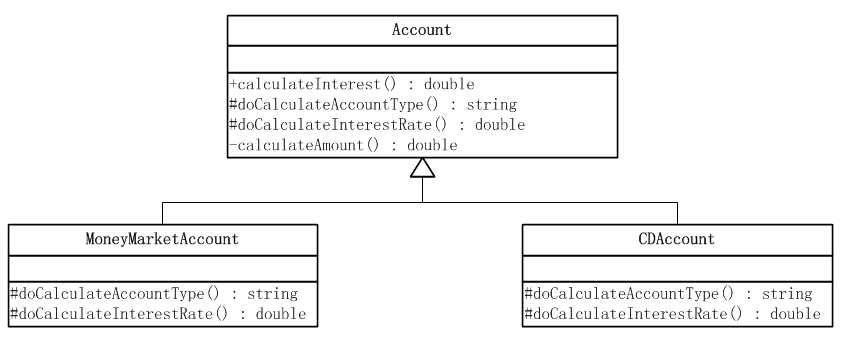 Account
+calculateInterest() : double
#doCalculateAccountType() : string
#doCalculateInterestRate() : double
-calculateAmount() : double
MoneyMarketAccount
#doCalculateAccountType() : string
#doCalculateInterestRate() : double
CDAccount
#doCalculateAccountType() : string
#doCalculateInterestRate() : double